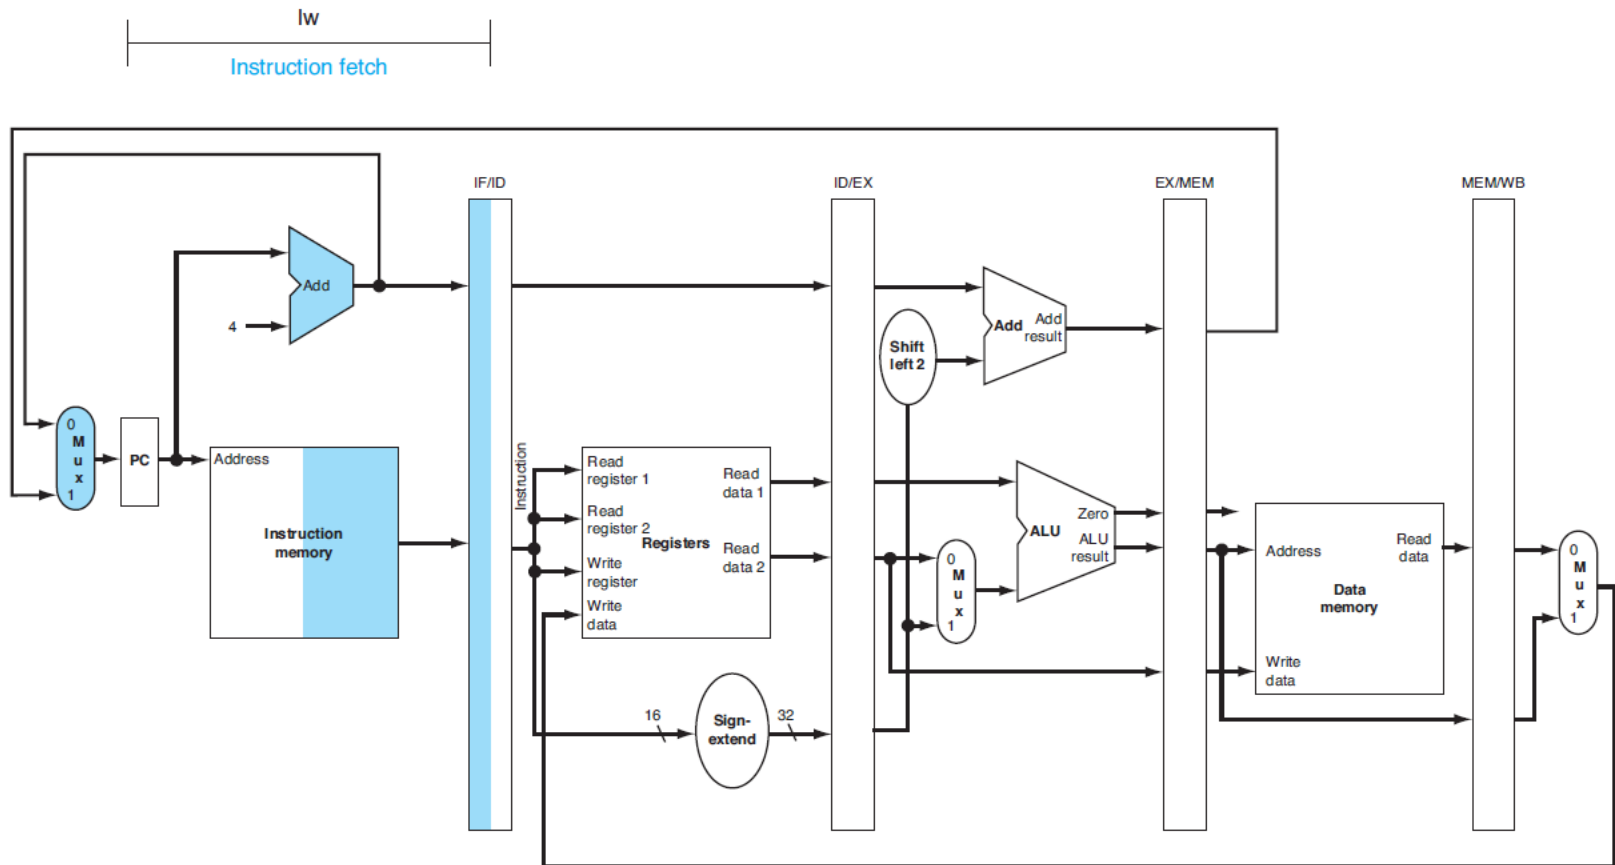 lw
Instruction fetch
IF/ID
ID/EX
EX/MEM
MEM/WB
Add
4
Shift
left 2
Add
Add
result
0
M
u
x
1
PC
Address
Instruction
memory
Instruction
Read
register 1
Read
register 2
Write
register
Write
data
Registers
Read
data 1
Read
data 2
16
Sign-
extend
32
0
M
u
x
1
ALU
Zero
ALU
result
Address
Read
data
Data
memory
Write
data
0
M
u
x
1